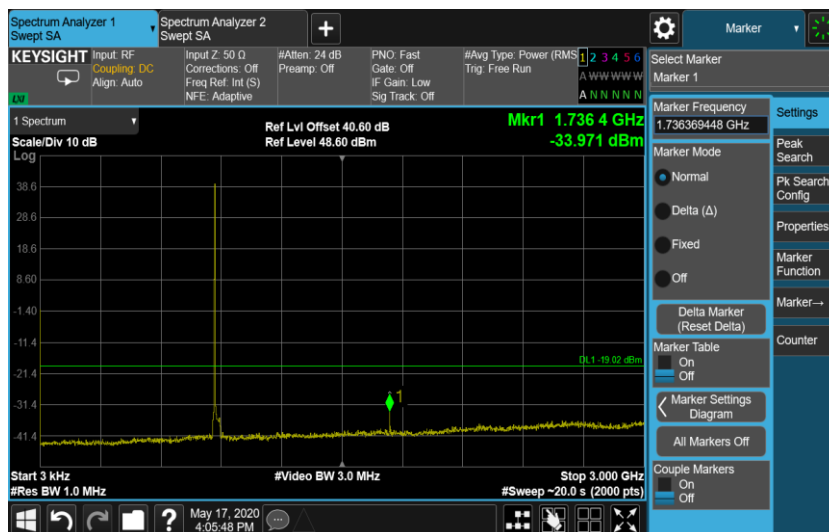 Spectrum Analyzer 1
Swept SA
Spectrum Analyzer 2
Swept SA
+
Marker
KEYSIGHT
Input: RF
Coupling: DC
Align: Auto
Input Z: 50 Ω
Corrections: Off
Freq Ref: Int (S)
NFE: Adaptive
#Atten: 24 dB
Preamp: Off
PNO: Fast
Gate: Off
IF Gain: Low
Sig Track: Off
#Avg Type: Power (RMS
Trig: Free Run
1 2 3 4 5 6
A W W W W W
A N N N N N
LXI
Select Marker
Marker 1
1 Spectrum
Scale/Div 10 dB
Log
Ref Lvl Offset 40.60 dB
Ref Level 48.60 dBm
Mkr1 1.736 4 GHz
-33.971 dBm
38.6
28.6
18.6
8.60
-1.40
-11.4
-21.4
-31.4
-41.4
DL1 -19.02 dBm
1
Start 3 kHz
#Res BW 1.0 MHz
#Video BW 3.0 MHz
Stop 3.000 GHz
#Sweep ~20.0 s (2000 pts)
Marker Frequency
1.736369448 GHz
Marker Mode
Normal
Delta (Δ)
Fixed
Off
Delta Marker
(Reset Delta)
Marker Table
On
Off
Marker Settings
Diagram
All Markers Off
Couple Markers
On
Off
Settings
Peak
Search
Pk Search
Config
Properties
Marker
Function
Marker→
Counter
?
May 17, 2020
4:05:48 PM